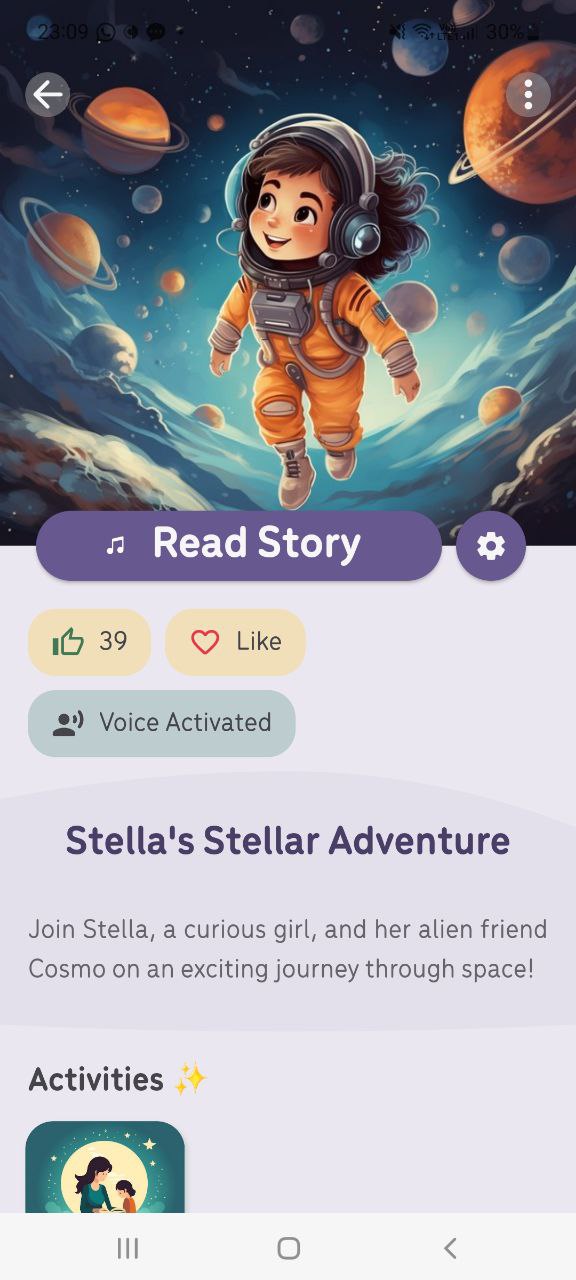 23:09
30%
Read Story
39
Like
Voice Activated
Stella's Stellar Adventure
Join Stella, a curious girl, and her alien friend
Cosmo on an exciting journey through space!
Activities ✨